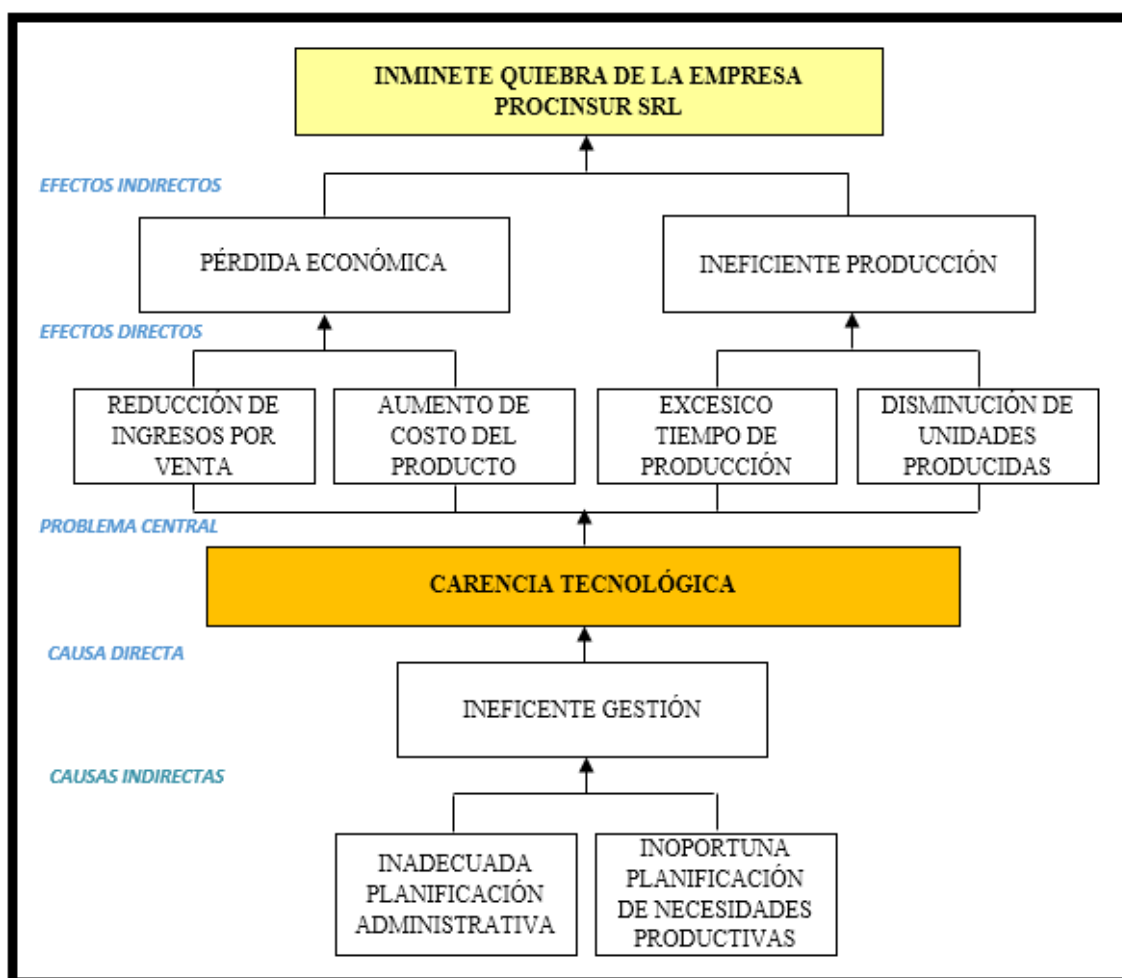 INMINETE QUIEBRA DE LA EMPRESA
PROCINSUR SRL
EFECTOS INDIRECTOS
PÉRDIDA ECONÓMICA
INEFICIENTE PRODUCCIÓN
EFECTOS DIRECTOS
REDUCCIÓN DE
INGRESOS POR
VENTA
AUMENTO DE
COSTO DEL
PRODUCTO
EXCESICO
TIEMPO DE
PRODUCCIÓN
DISMINUCIÓN DE
UNIDADES
PRODUCIDAS
PROBLEMA CENTRAL
CARENCIA TECNOLÓGICA
CAUSA DIRECTA
INEFICENTE GESTIÓN
CAUSAS INDIRECTAS
INADECUADA
PLANIFICACIÓN
ADMINISTRATIVA
INOPORTUNA
PLANIFICACIÓN
DE NECESIDADES
PRODUCTIVAS